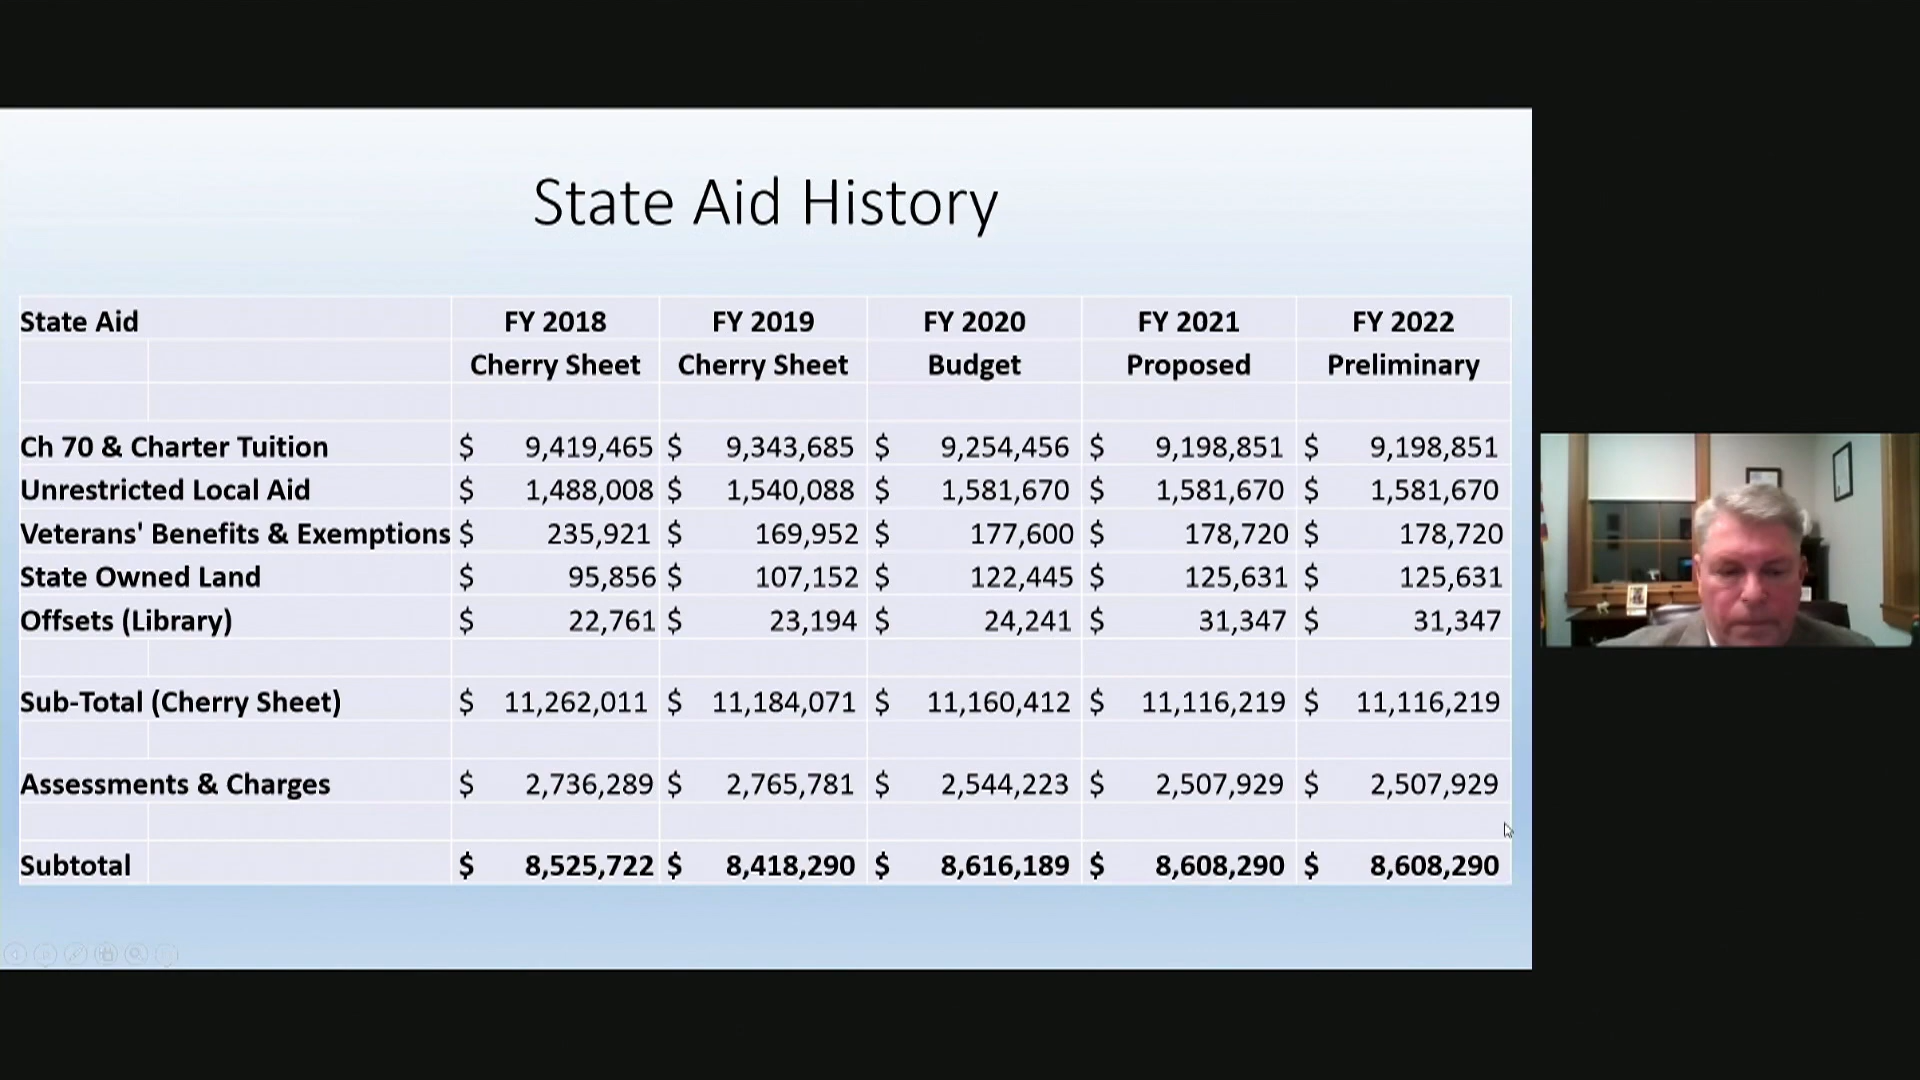 State Aid History
State Aid FY 2018 FY 2019 FY 2020 FY 2021 FY 2022
Cherry Sheet Cherry Sheet Budget Proposed Preliminary
Ch 70 & Charter Tuition $ 9,419,465 $ 9,343,685 $ 9,254,456 $ 9,198,851 $ 9,198,851
Unrestricted Local Aid $ 1,488,008 $ 1,540,088 $ 1,581,670 $ 1,581,670 $ 1,581,670
Veterans' Benefits & Exemptions $ 235,921 $ 169,952 $ 177,600 $ 178,720 $ 178,720
State Owned Land $ 95,856 $ 107,152 $ 122,445 $ 125,631 $ 125,631
Offsets (Library) $ 22,761 $ 23,194 $ 24,241 $ 31,347 $ 31,347
Sub-Total (Cherry Sheet) $ 11,262,011 $ 11,184,071 $ 11,160,412 $ 11,116,219 $ 11,116,219
Assessments & Charges $ 2,736,289 $ 2,765,781 $ 2,544,223 $ 2,507,929 $ 2,507,929
Subtotal $ 8,525,722 $ 8,418,290 $ 8,616,189 $ 8,608,290 $ 8,608,290